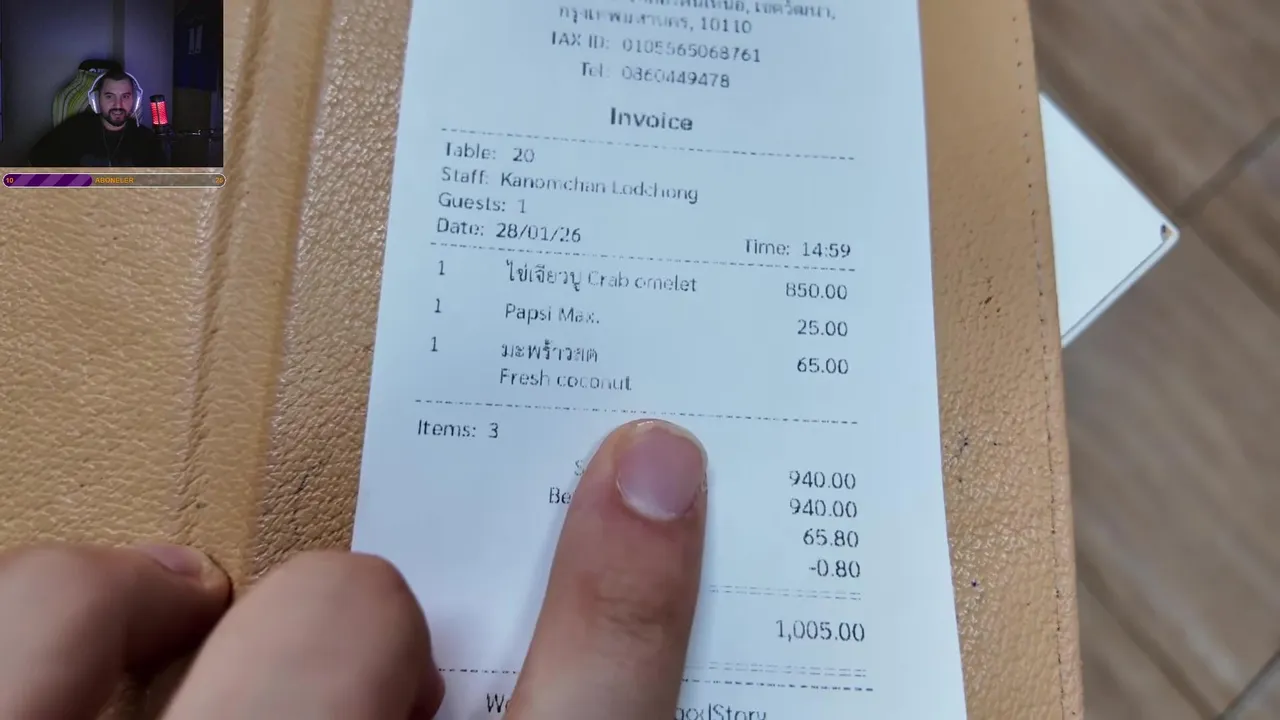 กรุงเทพมหานคร, 10110
TAX ID: 0105565068761
Tel: 0860449478
Invoice
Table: 20
Staff: Kanomchan Lodchong
Guests: 1
Date: 28/01/26 Time: 14:59
1 ไข่เจียวปู Crab omelet 850.00
1 Papsi Max. 25.00
1 มะพร้าวสด 65.00
Fresh coconut
Items: 3
940.00
940.00
65.80
-0.80
1,005.00
10 ABONELER 20